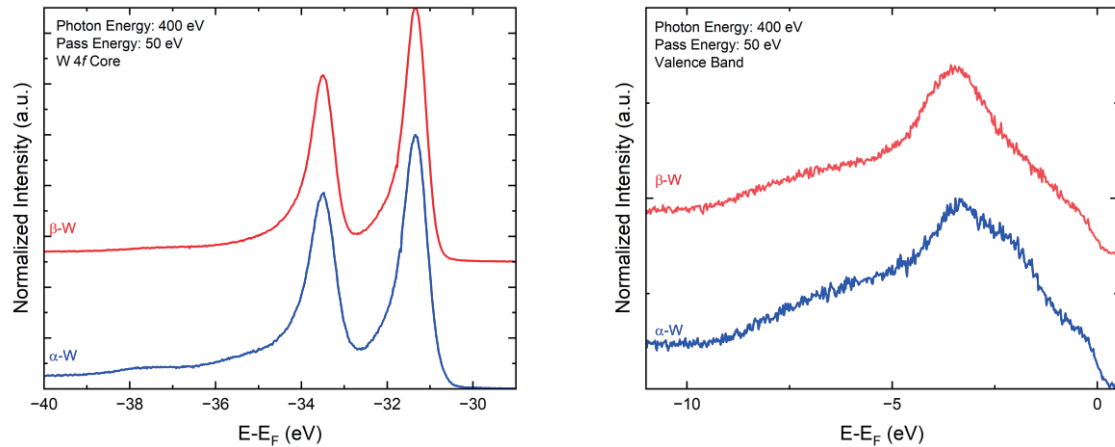 Photon Energy: 400 eV
Pass Energy: 50 eV
W 4f Core
Normalized Intensity (a.u.)
β-W
α-W
−40 −38 −36 −34 −32 −30
E-E_F (eV)
Photon Energy: 400 eV
Pass Energy: 50 eV
Valence Band
Normalized Intensity (a.u.)
β-W
α-W
−10 −5 0
E-E_F (eV)